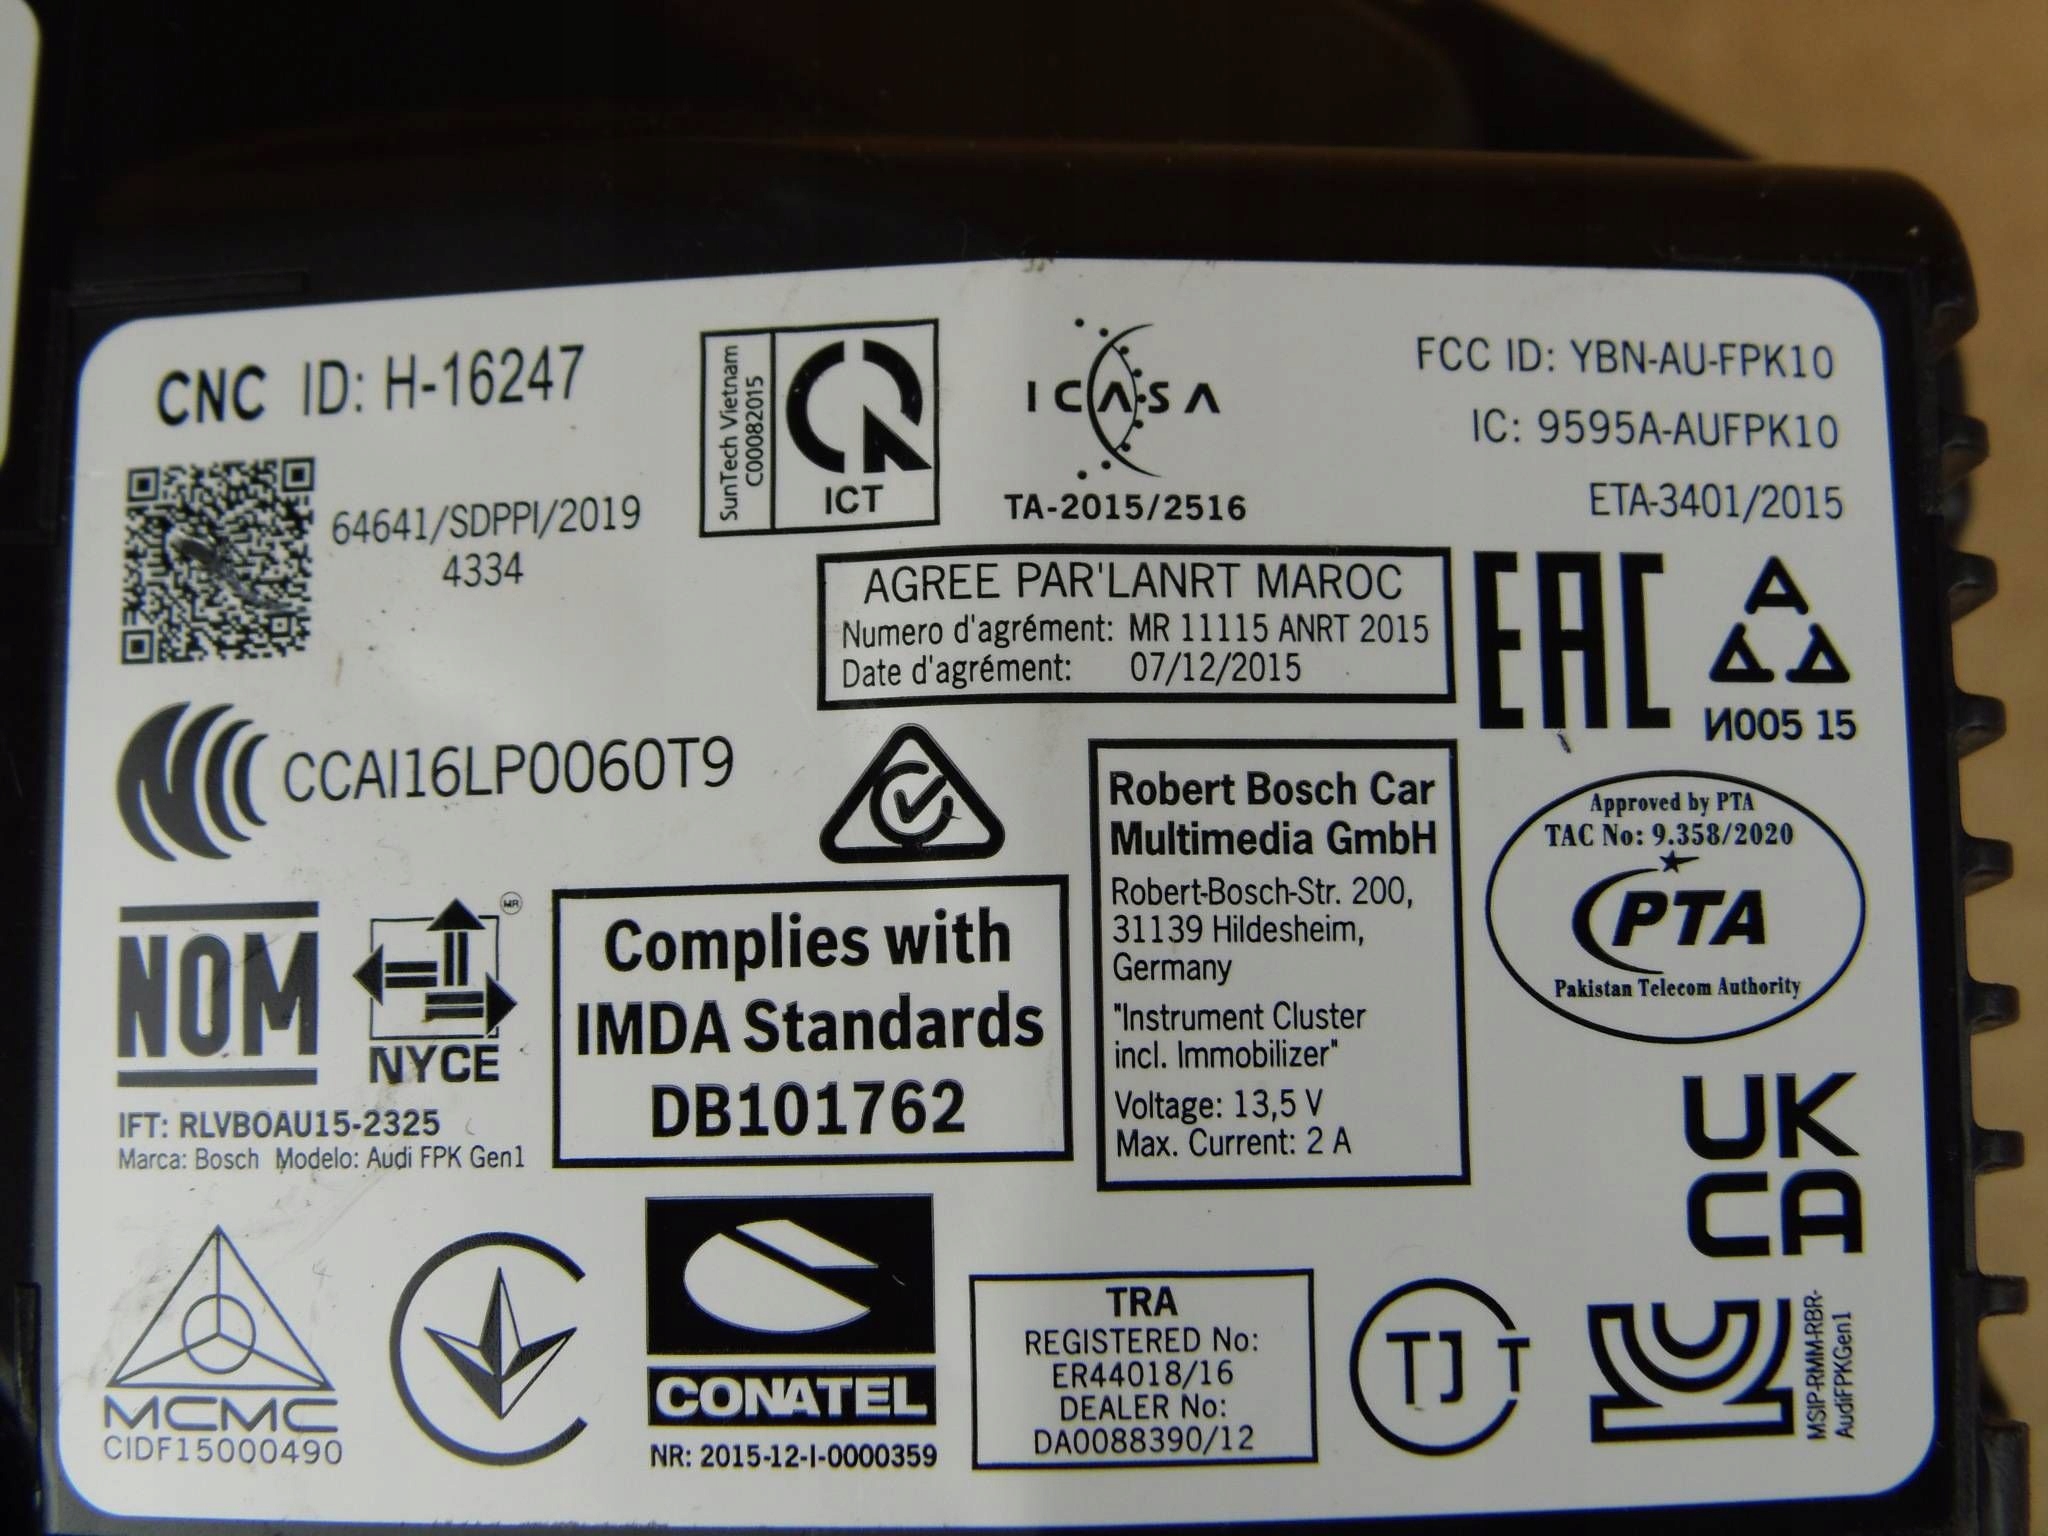 CNC ID: H-16247
SunTech Vietnam
C00082015
ICT
ICASA
TA-2015/2516
FCC ID: YBN-AU-FPK10
IC: 9595A-AUFPK10
ETA-3401/2015
64641/SDPPI/2019
4334
AGREE PAR'LANRT MAROC
Numero d'agrément: MR 11115 ANRT 2015
Date d'agrément: 07/12/2015
EAC
И005 15
CCAI16LP0060T9
Robert Bosch Car
Multimedia GmbH
Robert-Bosch-Str. 200,
31139 Hildesheim,
Germany
"Instrument Cluster
incl. Immobilizer"
Voltage: 13,5 V
Max. Current: 2 A
Approved by PTA
TAC No: 9.358/2020
PTA
Pakistan Telecom Authority
NOM
MR
NYCE
IFT: RLVBOAU15-2325
Marca: Bosch Modelo: Audi FPK Gen1
Complies with
IMDA Standards
DB101762
UK
CA
MCMC
CIDF15000490
CONATEL
NR: 2015-12-I-0000359
TRA
REGISTERED No:
ER44018/16
DEALER No:
DA0088390/12
TJT
MSIP-RMM-RBR-
AudiFPKGen1